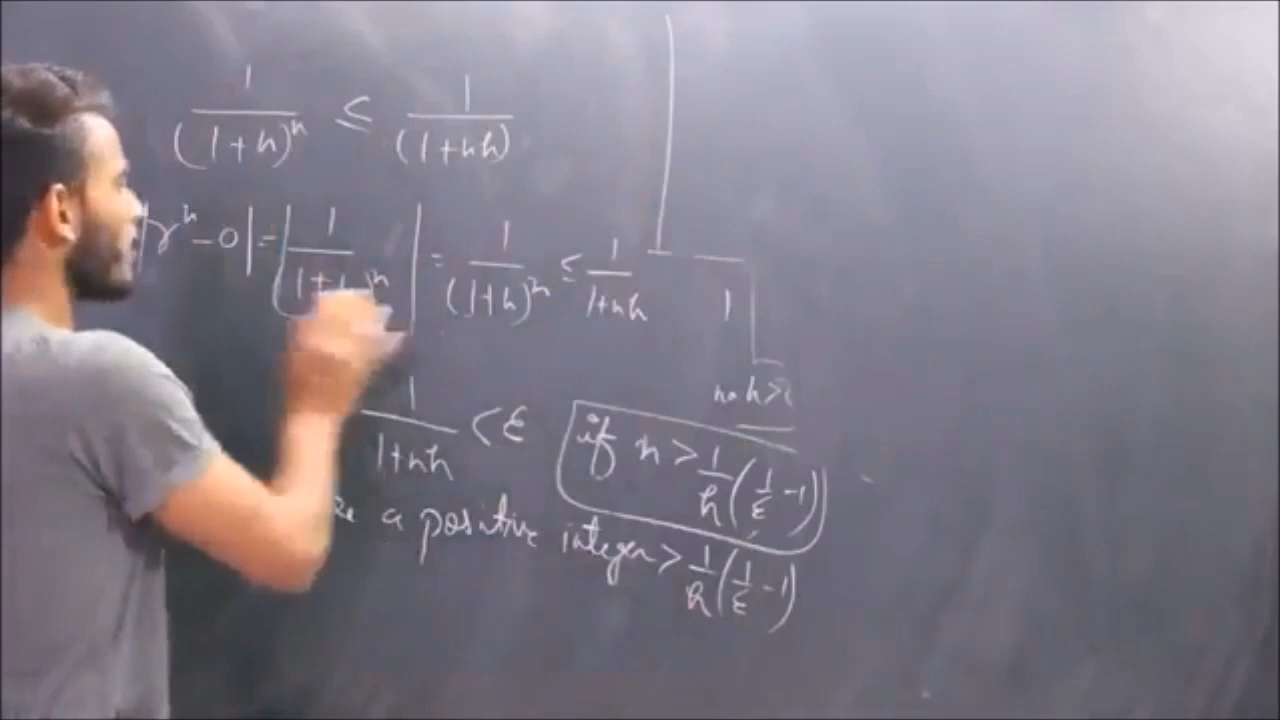 1/(1+h)^n ≤ 1/(1+nh)
|r^n - 0| = |1/(1+h)^n| = 1/(1+h)^n ≤ 1/1+nh
1
1/1+nh < ε if n > 1/h (1/ε - 1)
a positive integer > 1/h (1/ε - 1)